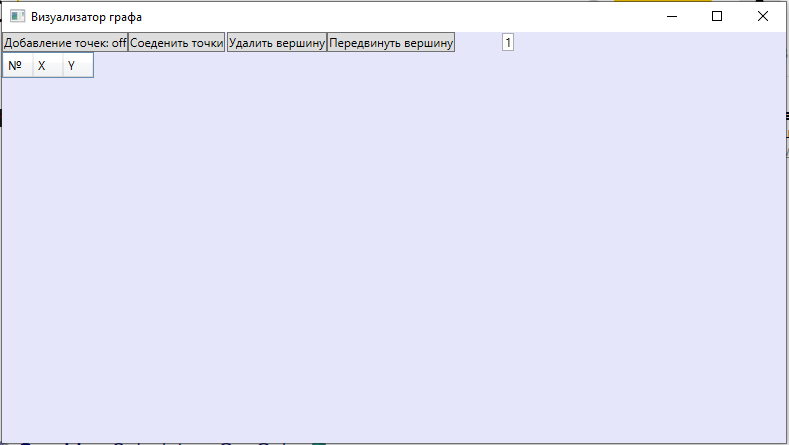 Визуализатор графа
Добавление точек: off Соеденить точки Удалить вершину Передвинуть вершину 1
№ X Y